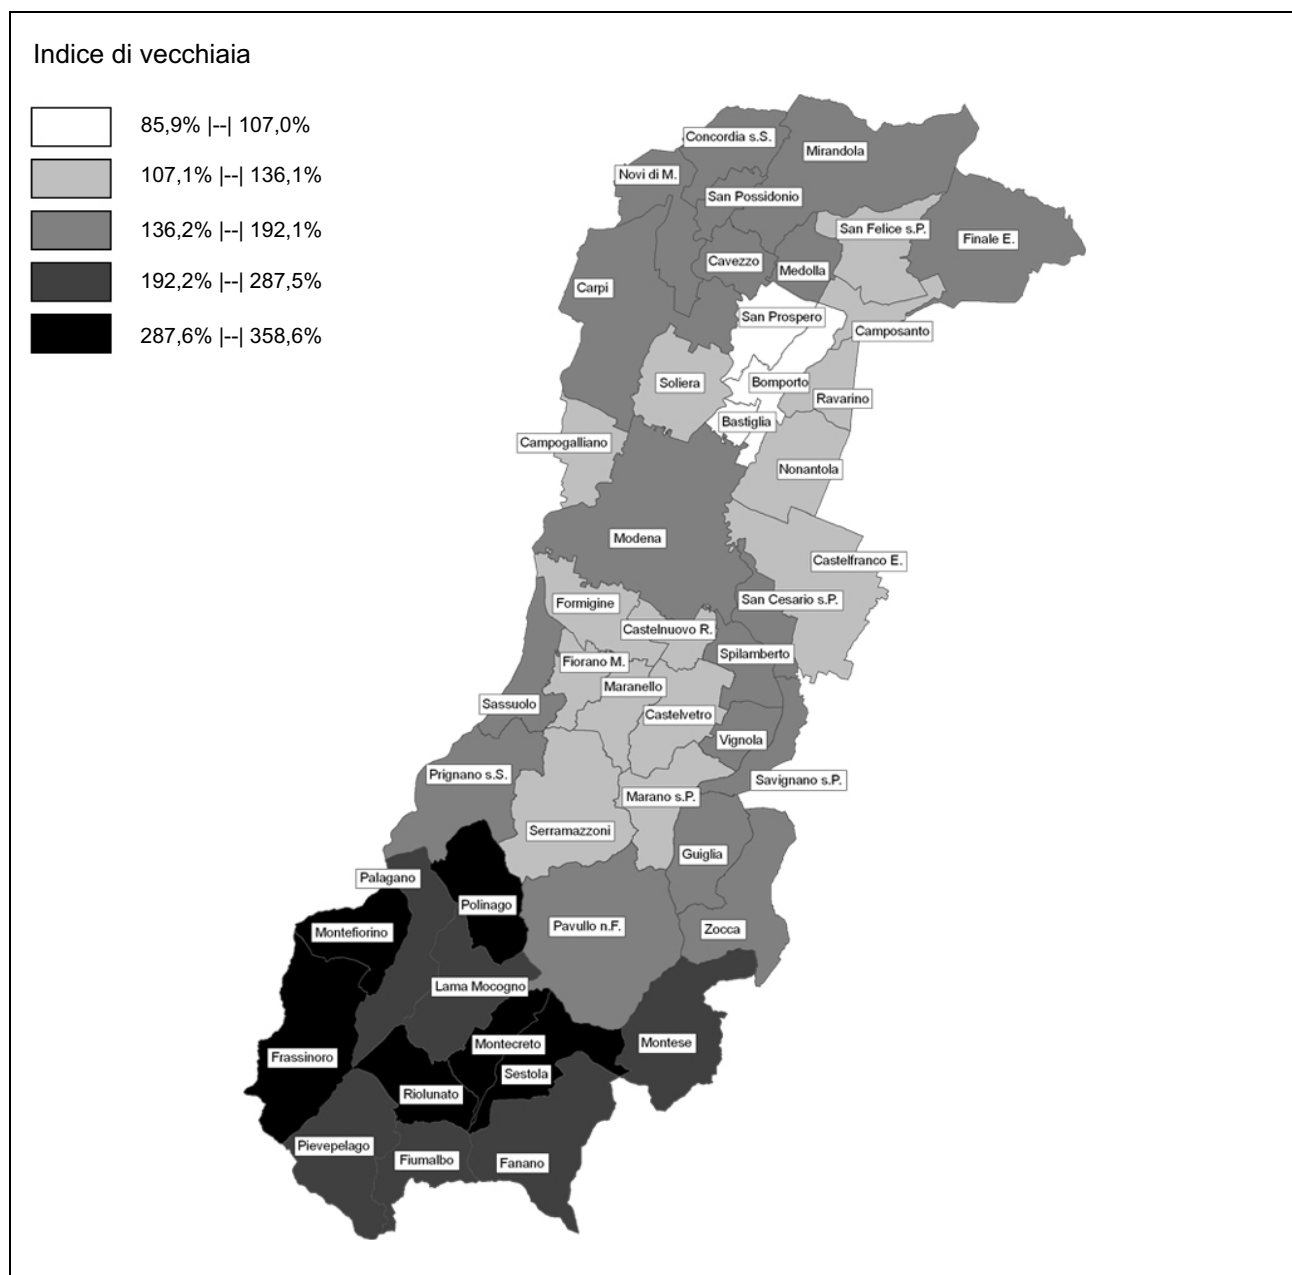 Indice di vecchiaia
85,9% |--| 107,0%
107,1% |--| 136,1%
136,2% |--| 192,1%
192,2% |--| 287,5%
287,6% |--| 358,6%
Concordia s.S.
Mirandola
Novi di M.
San Possidonio
San Felice s.P.
Finale E.
Cavezzo
Medolla
Carpi
San Prospero
Camposanto
Soliera
Bomporto
Ravarino
Bastiglia
Campogalliano
Nonantola
Modena
Castelfranco E.
Formigine
San Cesario s.P.
Castelnuovo R.
Spilamberto
Fiorano M.
Maranello
Sassuolo
Castelvetro
Vignola
Prignano s.S.
Savignano s.P.
Marano s.P.
Serramazzoni
Guiglia
Palagano
Polinago
Montefiorino
Pavullo n.F.
Zocca
Lama Mocogno
Montecreto
Montese
Frassinoro
Sestola
Riolunato
Pievepelago
Fiumalbo
Fanano